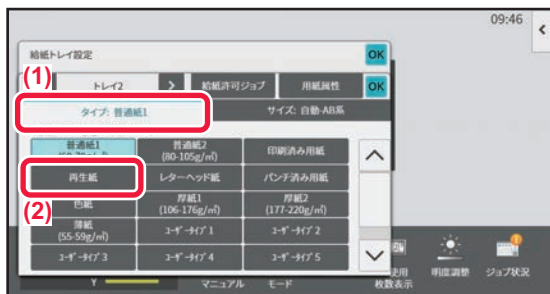 09:46
給紙トレイ設定
OK
(1)
トレイ2
給紙許可ジョブ
用紙属性
OK
タイプ: 普通紙1
サイズ: 自動-AB系
普通紙1
普通紙2
(80-105g/㎡)
印刷済み用紙
再生紙
レターヘッド紙
パンチ済み用紙
(2)
色紙
厚紙1
(106-176g/㎡)
厚紙2
(177-220g/㎡)
薄紙
(55-59g/㎡)
ユーザータイプ 1
ユーザータイプ 2
ユーザータイプ 3
ユーザータイプ 4
ユーザータイプ 5
Y
マニュアル
モード
使用
枚数表示
明度調整
ジョブ状況